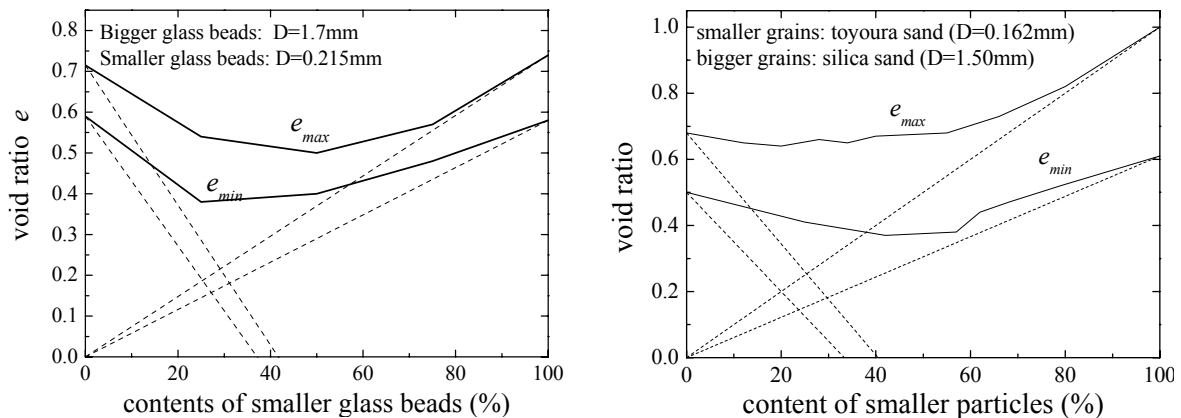 Bigger glass beads: D=1.7mm
Smaller glass beads: D=0.215mm
void ratio e
0.8
0.7
0.6
0.5
0.4
0.3
0.2
0.1
0.0
e_max
e_min
0 20 40 60 80 100
contents of smaller glass beads (%)
smaller grains: toyoura sand (D=0.162mm)
bigger grains: silica sand (D=1.50mm)
void ratio
1.0
0.8
0.6
0.4
0.2
0.0
e_max
e_min
0 20 40 60 80 100
content of smaller particles (%)